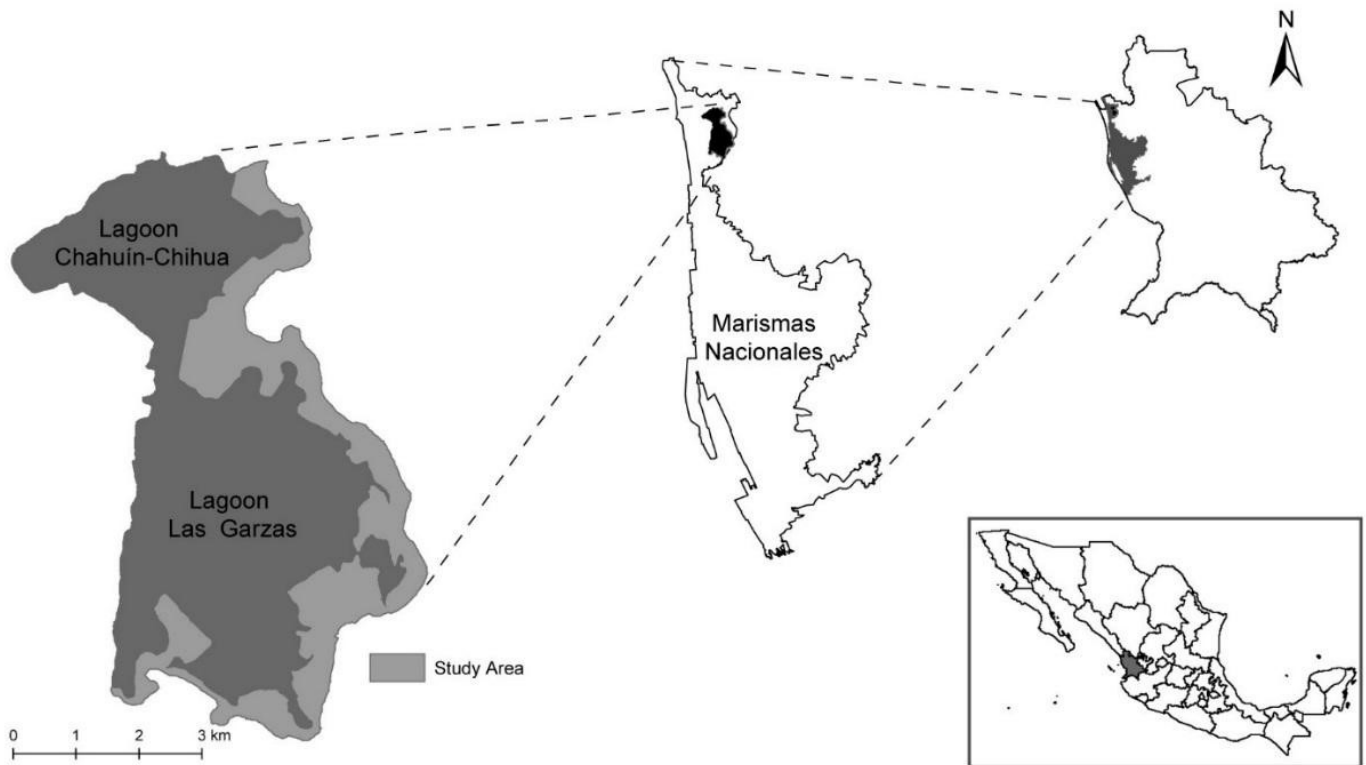 N
Lagoon
Chahuín-Chihua
Marismas
Nacionales
Lagoon
Las Garzas
Study Area
0 1 2 3 km